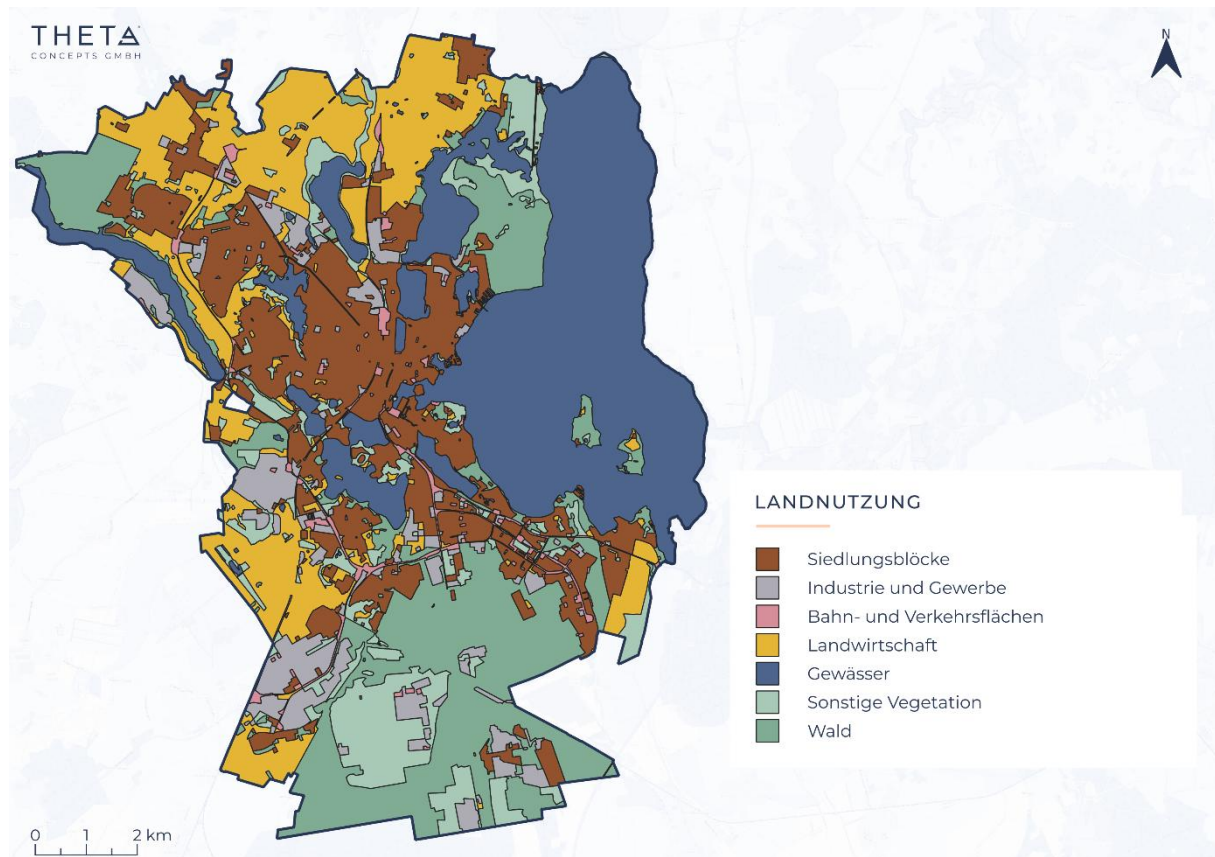 THETA
CONCEPTS GMBH
N
LANDNUTZUNG
Siedlungsblöcke
Industrie und Gewerbe
Bahn- und Verkehrsflächen
Landwirtschaft
Gewässer
Sonstige Vegetation
Wald
0 1 2 km